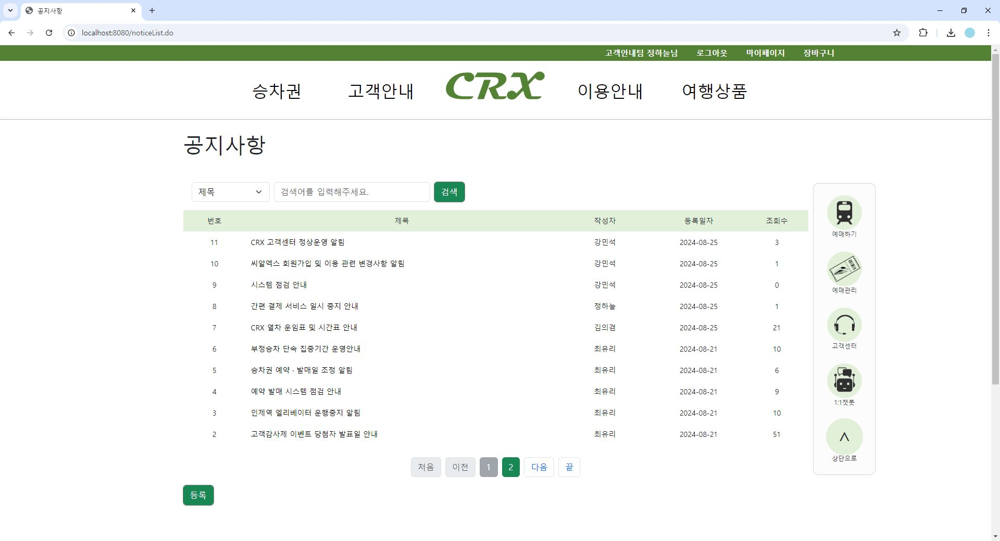 공지사항
localhost:8080/noticeList.do
고객안내팀 정하늘님 로그아웃 마이페이지 장바구니
승차권 고객안내 CRX 이용안내 여행상품
공지사항
제목 검색어를 입력해주세요. 검색
번호 제목 작성자 등록일자 조회수
11 CRX 고객센터 정상운영 알림 강민석 2024-08-25 3
10 씨알엑스 회원가입 및 이용 관련 변경사항 알림 강민석 2024-08-25 1
9 시스템 점검 안내 강민석 2024-08-25 0
8 간편 결제 서비스 일시 중지 안내 정하늘 2024-08-25 1
7 CRX 열차 운임표 및 시간표 안내 김의겸 2024-08-25 21
6 부정승차 단속 집중기간 운영안내 최유리 2024-08-21 10
5 승차권 예약 · 발매일 조정 알림 최유리 2024-08-21 6
4 예약 발매 시스템 점검 안내 최유리 2024-08-21 9
3 인제역 엘리베이터 운행중지 알림 최유리 2024-08-21 10
2 고객감사제 이벤트 당첨자 발표일 안내 최유리 2024-08-21 51
처음 이전 1 2 다음 끝
등록
예매하기
예매관리
고객센터
1:1챗봇
^
상단으로